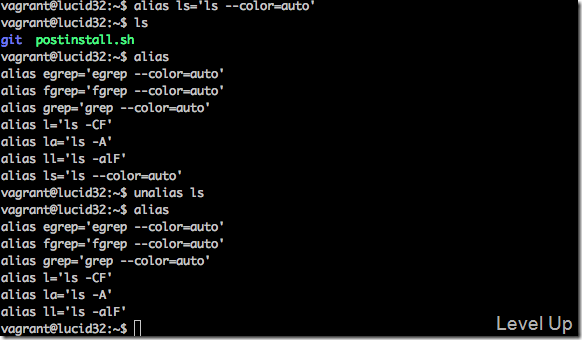 vagrant@lucid32:~$ alias ls='ls --color=auto'
vagrant@lucid32:~$ ls
git  postinstall.sh
vagrant@lucid32:~$ alias
alias egrep='egrep --color=auto'
alias fgrep='fgrep --color=auto'
alias grep='grep --color=auto'
alias l='ls -CF'
alias la='ls -A'
alias ll='ls -alF'
alias ls='ls --color=auto'
vagrant@lucid32:~$ unalias ls
vagrant@lucid32:~$ alias
alias egrep='egrep --color=auto'
alias fgrep='fgrep --color=auto'
alias grep='grep --color=auto'
alias l='ls -CF'
alias la='ls -A'
alias ll='ls -alF'
vagrant@lucid32:~$
Level Up